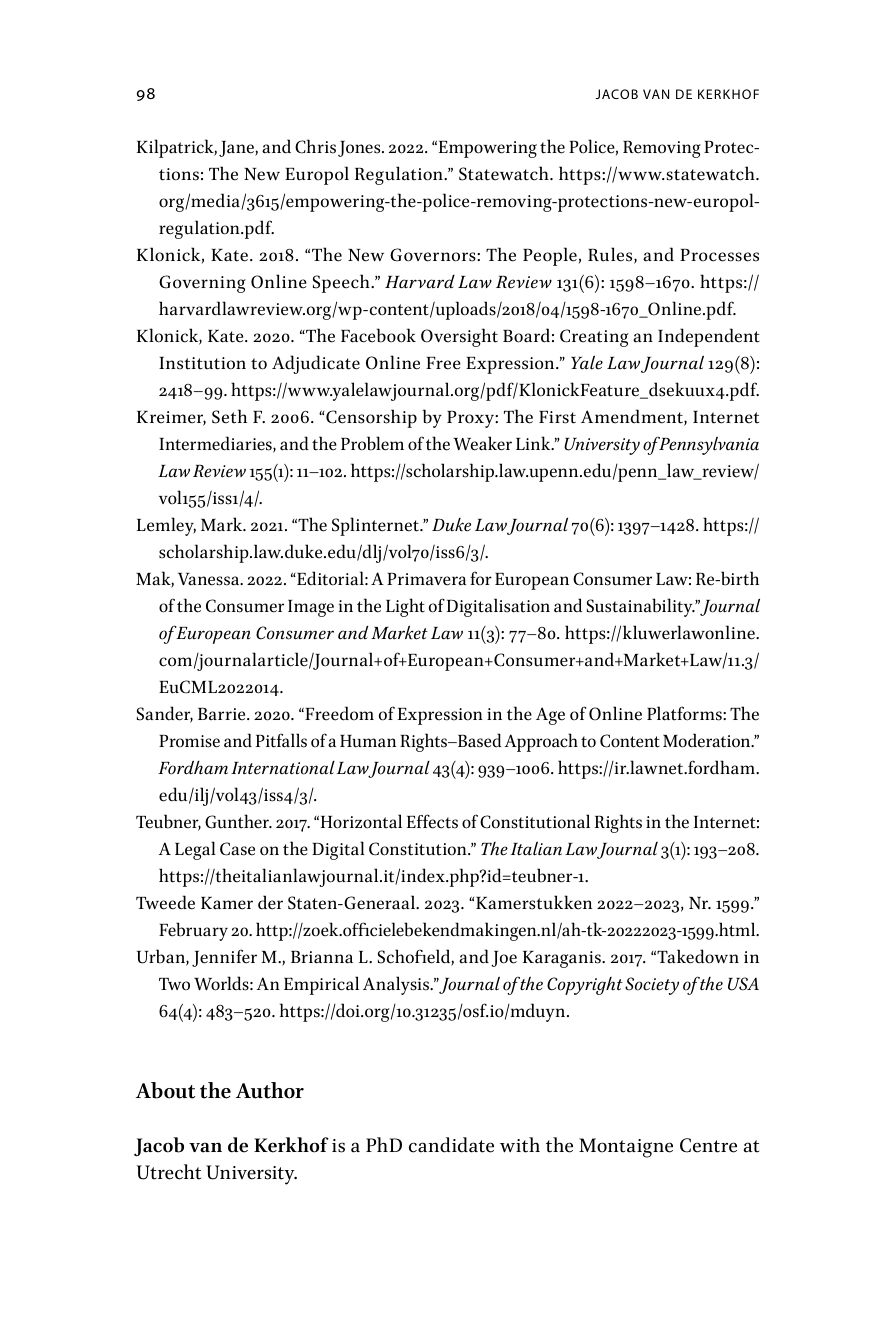 98
JACOB VAN DE KERKHOF
Kilpatrick, Jane, and Chris Jones. 2022. “Empowering the Police, Removing Protec-
tions: The New Europol Regulation.” Statewatch. https://www.statewatch.
org/media/3615/empowering-the-police-removing-protections-new-europol-
regulation.pdf.
Klonick, Kate. 2018. “The New Governors: The People, Rules, and Processes
Governing Online Speech.” Harvard Law Review 131(6): 1598–1670. https://
harvardlawreview.org/wp-content/uploads/2018/04/1598-1670_Online.pdf.
Klonick, Kate. 2020. “The Facebook Oversight Board: Creating an Independent
Institution to Adjudicate Online Free Expression.” Yale Law Journal 129(8):
2418–99. https://www.yalelawjournal.org/pdf/KlonickFeature_dsekuux4.pdf.
Kreimer, Seth F. 2006. “Censorship by Proxy: The First Amendment, Internet
Intermediaries, and the Problem of the Weaker Link.” University of Pennsylvania
Law Review 155(1): 11–102. https://scholarship.law.upenn.edu/penn_law_review/
vol155/iss1/4/.
Lemley, Mark. 2021. “The Splinternet.” Duke Law Journal 70(6): 1397–1428. https://
scholarship.law.duke.edu/dlj/vol70/iss6/3/.
Mak, Vanessa. 2022. “Editorial: A Primavera for European Consumer Law: Re-birth
of the Consumer Image in the Light of Digitalisation and Sustainability.” Journal
of European Consumer and Market Law 11(3): 77–80. https://kluwerlawonline.
com/journalarticle/Journal+of+European+Consumer+and+Market+Law/11.3/
EuCML2022014.
Sander, Barrie. 2020. “Freedom of Expression in the Age of Online Platforms: The
Promise and Pitfalls of a Human Rights–Based Approach to Content Moderation.”
Fordham International Law Journal 43(4): 939–1006. https://ir.lawnet.fordham.
edu/ilj/vol43/iss4/3/.
Teubner, Gunther. 2017. “Horizontal Effects of Constitutional Rights in the Internet:
A Legal Case on the Digital Constitution.” The Italian Law Journal 3(1): 193–208.
https://theitalianlawjournal.it/index.php?id=teubner-1.
Tweede Kamer der Staten-Generaal. 2023. “Kamerstukken 2022–2023, Nr. 1599.”
February 20. http://zoek.officielebekendmakingen.nl/ah-tk-20222023-1599.html.
Urban, Jennifer M., Brianna L. Schofield, and Joe Karaganis. 2017. “Takedown in
Two Worlds: An Empirical Analysis.” Journal of the Copyright Society of the USA
64(4): 483–520. https://doi.org/10.31235/osf.io/mduyn.
About the Author
Jacob van de Kerkhof is a PhD candidate with the Montaigne Centre at
Utrecht University.